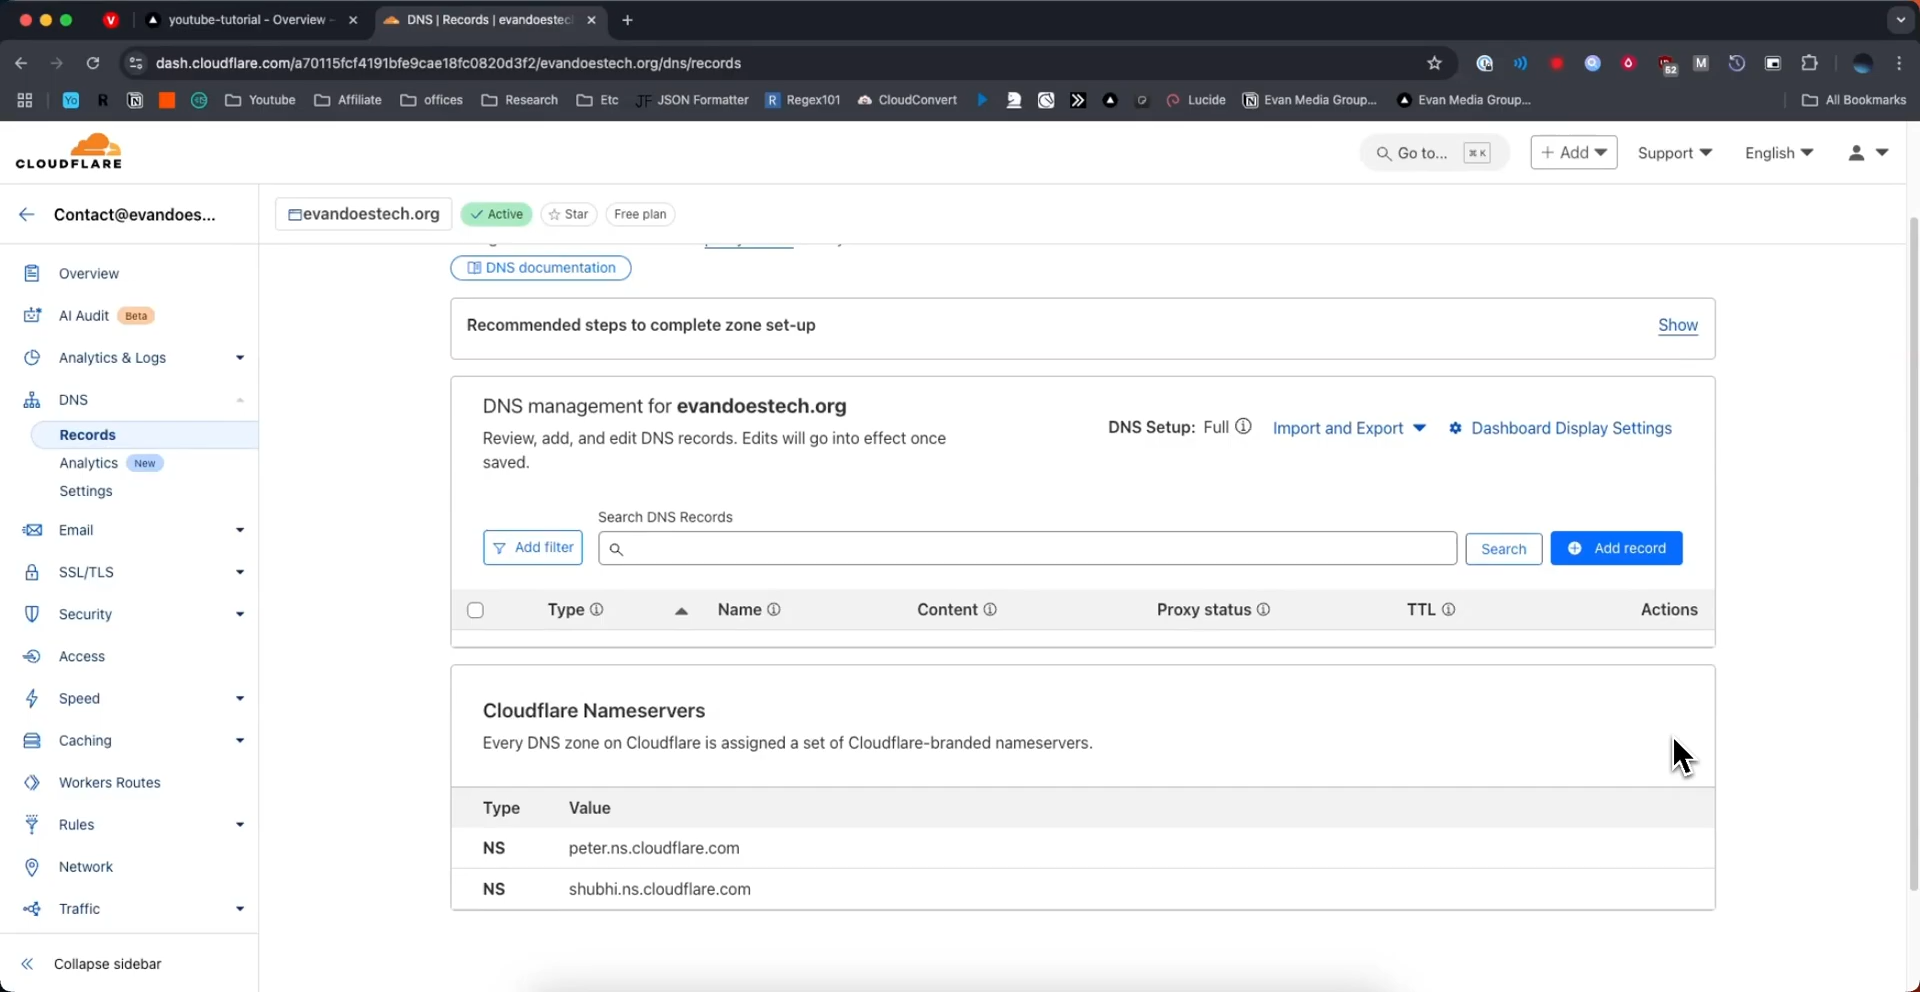 youtube-tutorial - Overview -
DNS | Records | evandoestec
dash.cloudflare.com/a70115fcf4191bfe9cae18fc0820d3f2/evandoestech.org/dns/records
52
M
Yo
R
Youtube
Affiliate
offices
Research
Etc
JF JSON Formatter
R Regex101
CloudConvert
Lucide
Evan Media Group...
Evan Media Group...
All Bookmarks
CLOUDFLARE
Go to... ⌘ K
+ Add
Support
English
Contact@evandoes...
evandoestech.org
Active
Star
Free plan
Overview
AI Audit Beta
Analytics & Logs
DNS
Records
Analytics New
Settings
Email
SSL/TLS
Security
Access
Speed
Caching
Workers Routes
Rules
Network
Traffic
Collapse sidebar
DNS documentation
Recommended steps to complete zone set-up
Show
DNS management for evandoestech.org
Review, add, and edit DNS records. Edits will go into effect once
saved.
DNS Setup: Full
Import and Export
Dashboard Display Settings
Search DNS Records
Add filter
Search
Add record
Type Name Content Proxy status TTL Actions
Cloudflare Nameservers
Every DNS zone on Cloudflare is assigned a set of Cloudflare-branded nameservers.
Type Value
NS peter.ns.cloudflare.com
NS shubhi.ns.cloudflare.com